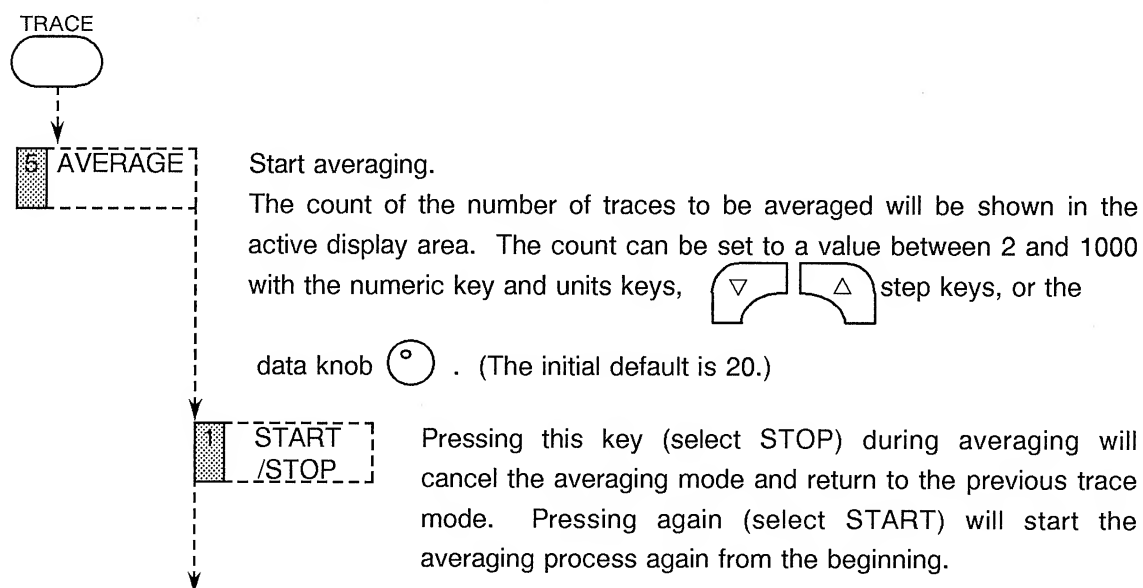 TRACE
5 AVERAGE
Start averaging.
The count of the number of traces to be averaged will be shown in the
active display area. The count can be set to a value between 2 and 1000
with the numeric key and units keys, ▽ △ step keys, or the
data knob . (The initial default is 20.)
1 START
/STOP
Pressing this key (select STOP) during averaging will
cancel the averaging mode and return to the previous trace
mode. Pressing again (select START) will start the
averaging process again from the beginning.